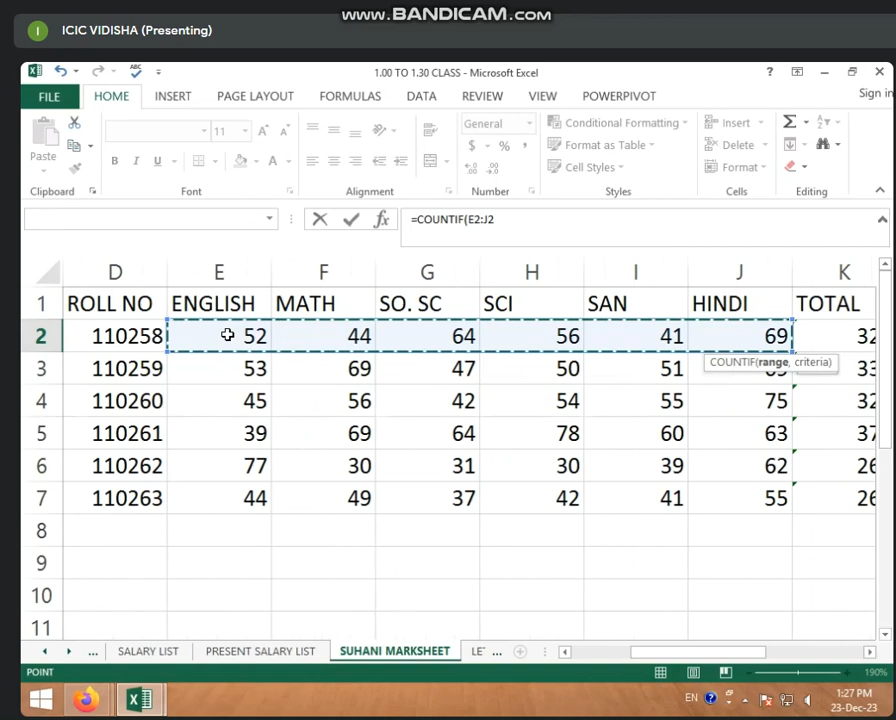 WWW.BANDICAM.COM
I ICIC VIDISHA (Presenting)
1.00 TO 1.30 CLASS - Microsoft Excel
FILE HOME INSERT PAGE LAYOUT FORMULAS DATA REVIEW VIEW POWERPIVOT Sign in
Paste
11
B I U
A A
A
General
$ % ,
Conditional Formatting
Format as Table
Cell Styles
Insert
Delete
Format
Clipboard Font Alignment Number Styles Cells Editing
fx =COUNTIF(E2:J2
D E F G H I J K
1 ROLL NO ENGLISH MATH SO. SC SCI SAN HINDI TOTAL
2 110258 52 44 64 56 41 69 32
COUNTIF(range, criteria)
3 110259 53 69 47 50 51 33
4 110260 45 56 42 54 55 75 32
5 110261 39 69 64 78 60 63 37
6 110262 77 30 31 30 39 62 26
7 110263 44 49 37 42 41 55 26
8
9
10
11
... SALARY LIST PRESENT SALARY LIST SUHANI MARKSHEET LE ...
POINT 190%
EN 1:27 PM
23-Dec-23